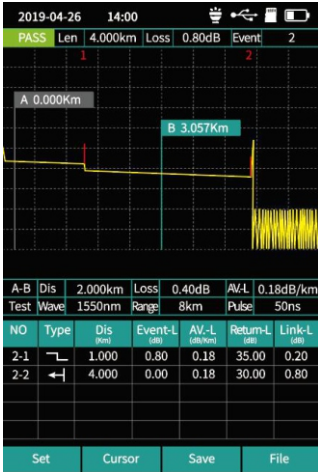 2019-04-26 14:00
PASS Len 4.000km Loss 0.80dB Event 2
1 2
A 0.000Km
B 3.057Km
A-B Dis 2.000km Loss 0.40dB AV.-L 0.18dB/km
Test Wave 1550nm Range 8km Pulse 50ns
NO Type Dis Event-L AV.-L Return-L Link-L
(Km) (dB) (dB/Km) (dB) (dB)
2-1 1.000 0.80 0.18 35.00 0.20
2-2 4.000 0.00 0.18 30.00 0.80
Set Cursor Save File